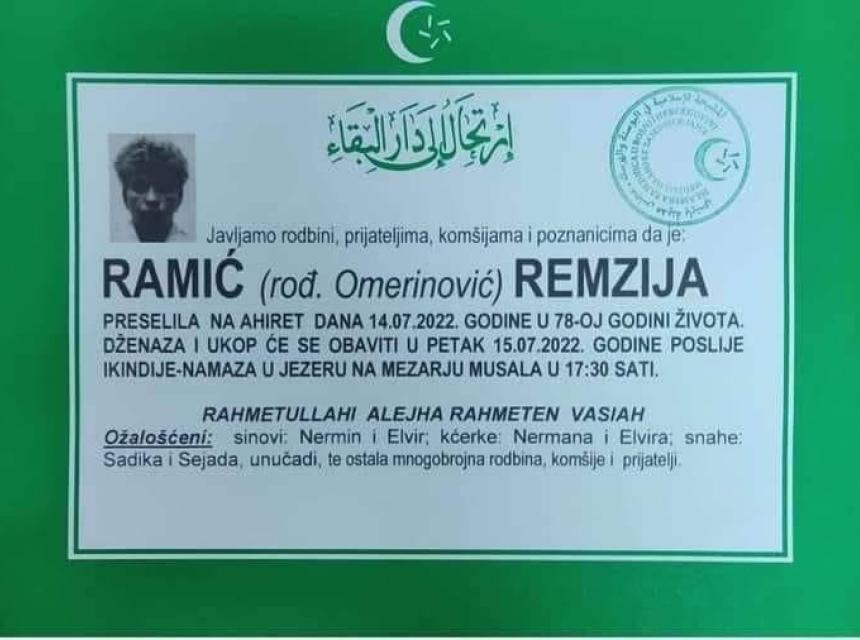 إرتحال إلى دار البقاء
Javljamo rodbini, prijateljima, komšijama i poznanicima da je:
RAMIĆ (rođ. Omerinović) REMZIJA
PRESELILA NA AHIRET DANA 14.07.2022. GODINE U 78-OJ GODINI ŽIVOTA.
DŽENAZA I UKOP ĆE SE OBAVITI U PETAK 15.07.2022. GODINE POSLIJE
IKINDIJE-NAMAZA U JEZERU NA MEZARJU MUSALA U 17:30 SATI.
RAHMETULLAHI ALEJHA RAHMETEN VASIAH
Ožalošćeni: sinovi: Nermin i Elvir; kćerke: Nermana i Elvira; snahe:
Sadika i Sejada, unučadi, te ostala mnogobrojna rodbina, komšije i prijatelji.